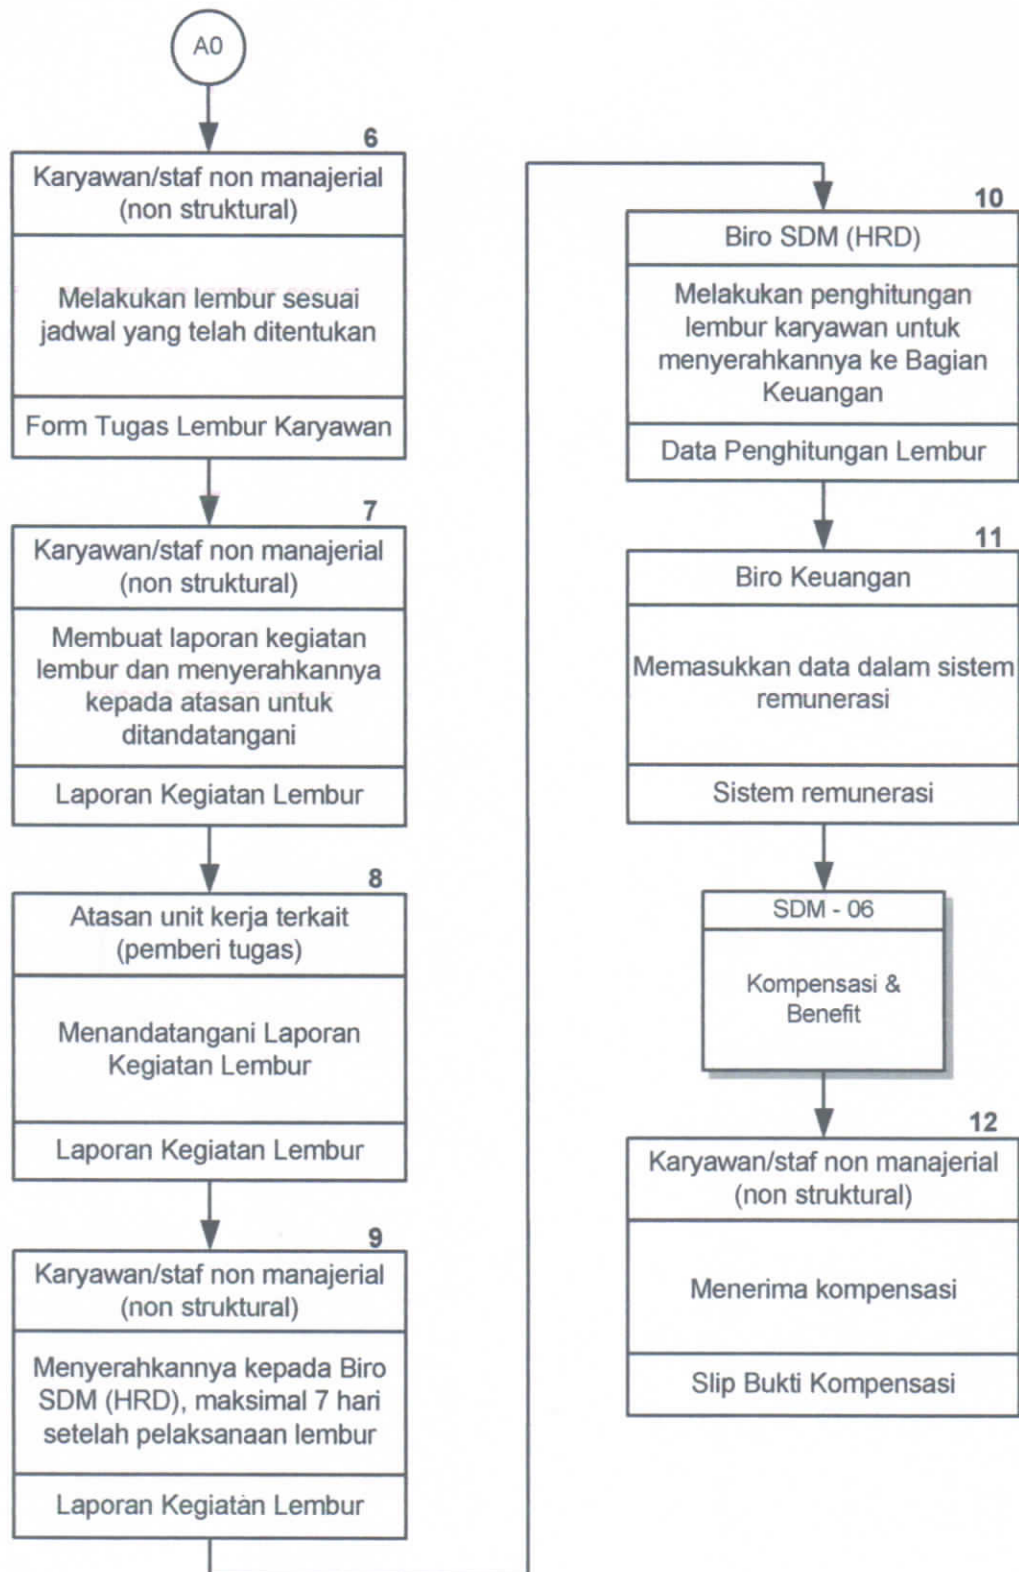 A0
6
Karyawan/staf non manajerial
(non struktural)
Melakukan lembur sesuai
jadwal yang telah ditentukan
Form Tugas Lembur Karyawan
7
Karyawan/staf non manajerial
(non struktural)
Membuat laporan kegiatan
lembur dan menyerahkannya
kepada atasan untuk
ditandatangani
Laporan Kegiatan Lembur
8
Atasan unit kerja terkait
(pemberi tugas)
Menandatangani Laporan
Kegiatan Lembur
Laporan Kegiatan Lembur
9
Karyawan/staf non manajerial
(non struktural)
Menyerahkannya kepada Biro
SDM (HRD), maksimal 7 hari
setelah pelaksanaan lembur
Laporan Kegiatan Lembur
10
Biro SDM (HRD)
Melakukan penghitungan
lembur karyawan untuk
menyerahkannya ke Bagian
Keuangan
Data Penghitungan Lembur
11
Biro Keuangan
Memasukkan data dalam sistem
remunerasi
Sistem remunerasi
SDM - 06
Kompensasi &
Benefit
12
Karyawan/staf non manajerial
(non struktural)
Menerima kompensasi
Slip Bukti Kompensasi